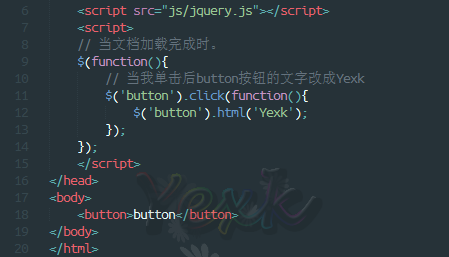 6 <script src="js/jquery.js"></script>
7 <script>
8 // 当文档加载完成时。
9 $(function(){
10 // 当我单击后button按钮的文字改成Yexk
11 $('button').click(function(){
12 $('button').html('Yexk');
13 });
14 });
15 </script>
16 </head>
17 <body>
18 <button>button</button>
19 </body>
20 </html>
Yexk